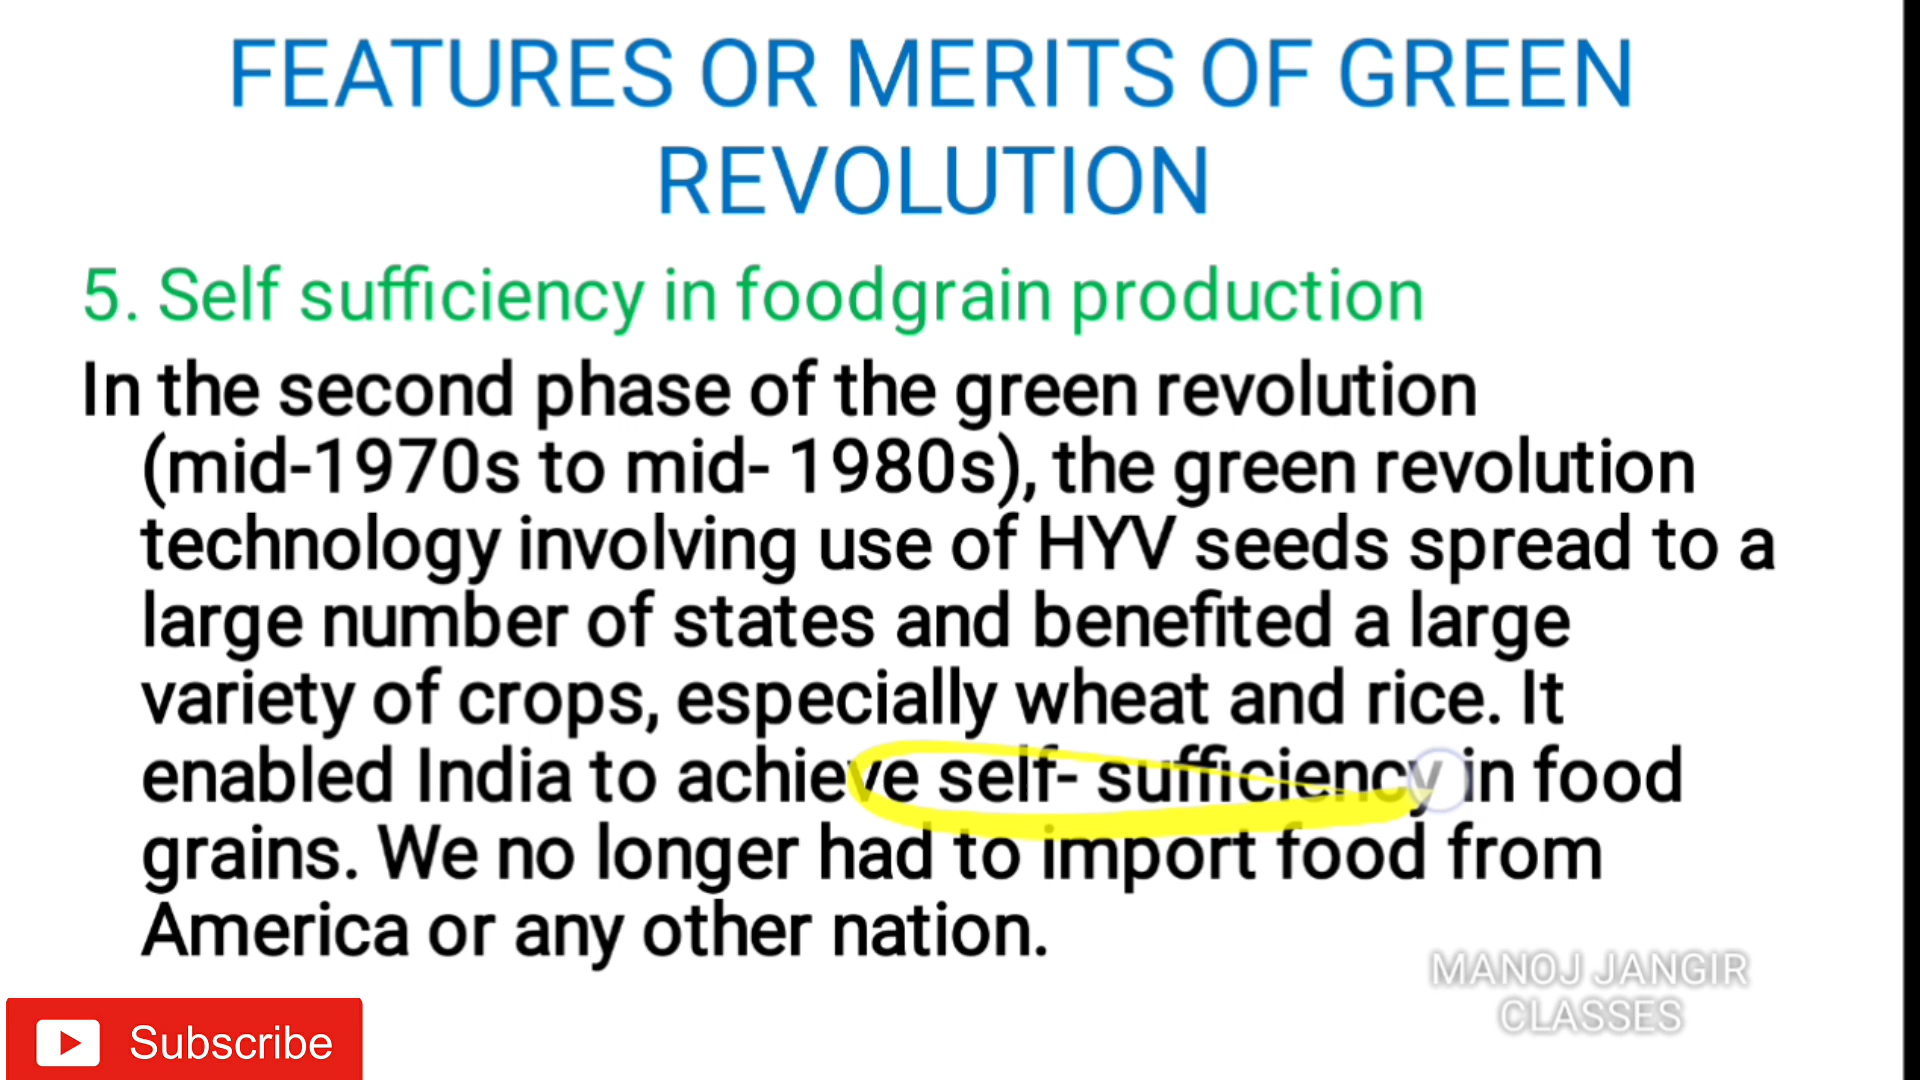 FEATURES OR MERITS OF GREEN
REVOLUTION
5. Self sufficiency in foodgrain production
In the second phase of the green revolution
(mid-1970s to mid- 1980s), the green revolution
technology involving use of HYV seeds spread to a
large number of states and benefited a large
variety of crops, especially wheat and rice. It
enabled India to achieve self- sufficiency in food
grains. We no longer had to import food from
America or any other nation.
MANOJ JANGIR
CLASSES
Subscribe